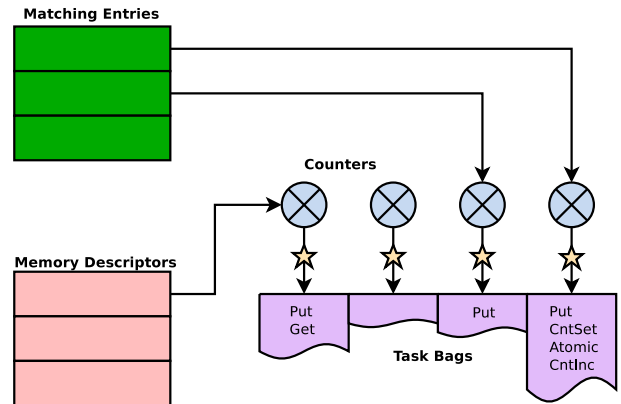 Matching Entries
Counters
Memory Descriptors
Put
Get
Put
Put
CntSet
Atomic
CntInc
Task Bags